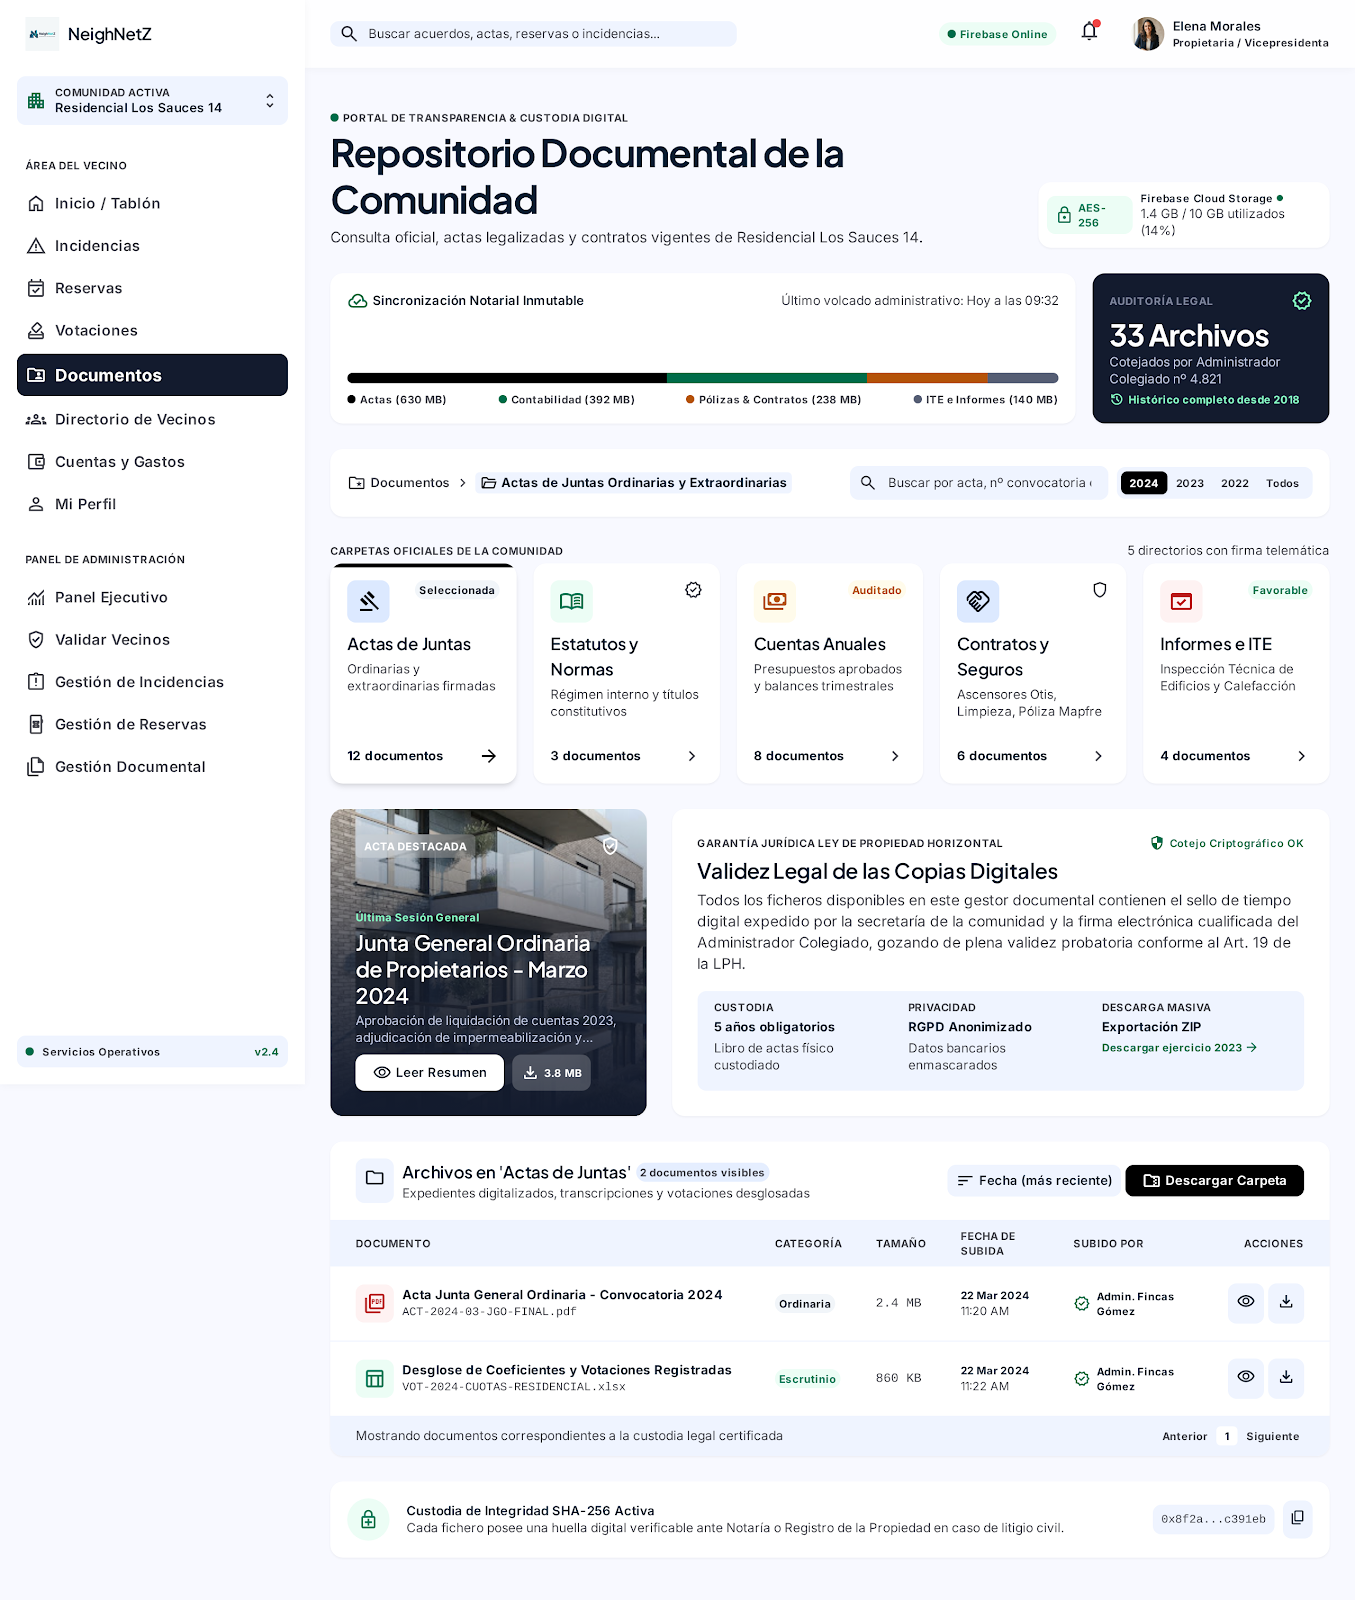 NeighNetZ
COMUNIDAD ACTIVA
Residencial Los Sauces 14
ÁREA DEL VECINO
Inicio / Tablón
Incidencias
Reservas
Votaciones
Documentos
Directorio de Vecinos
Cuentas y Gastos
Mi Perfil
PANEL DE ADMINISTRACIÓN
Panel Ejecutivo
Validar Vecinos
Gestión de Incidencias
Gestión de Reservas
Gestión Documental
Servicios Operativos
v2.4
Buscar acuerdos, actas, reservas o incidencias...
Firebase Online
Elena Morales
Propietaria / Vicepresidenta
PORTAL DE TRANSPARENCIA & CUSTODIA DIGITAL
Repositorio Documental de la
Comunidad
Consulta oficial, actas legalizadas y contratos vigentes de Residencial Los Sauces 14.
AES-
256
Firebase Cloud Storage
1.4 GB / 10 GB utilizados
(14%)
Sincronización Notarial Inmutable
Último volcado administrativo: Hoy a las 09:32
Actas (630 MB)
Contabilidad (392 MB)
Pólizas & Contratos (238 MB)
ITE e Informes (140 MB)
AUDITORÍA LEGAL
33 Archivos
Cotejados por Administrador
Colegiado nº 4.821
Histórico completo desde 2018
Documentos
Actas de Juntas Ordinarias y Extraordinarias
Buscar por acta, nº convocatoria
2024
2023
2022
Todos
CARPETAS OFICIALES DE LA COMUNIDAD
5 directorios con firma telemática
Seleccionada
Actas de Juntas
Ordinarias y
extraordinarias firmadas
12 documentos
Estatutos y
Normas
Régimen interno y títulos
constitutivos
3 documentos
Auditado
Cuentas Anuales
Presupuestos aprobados
y balances trimestrales
8 documentos
Contratos y
Seguros
Ascensores Otis,
Limpieza, Póliza Mapfre
6 documentos
Favorable
Informes e ITE
Inspección Técnica de
Edificios y Calefacción
4 documentos
ACTA DESTACADA
Última Sesión General
Junta General Ordinaria
de Propietarios - Marzo
2024
Aprobación de liquidación de cuentas 2023,
adjudicación de impermeabilización y...
Leer Resumen
3.8 MB
GARANTÍA JURÍDICA LEY DE PROPIEDAD HORIZONTAL
Cotejo Criptográfico OK
Validez Legal de las Copias Digitales
Todos los ficheros disponibles en este gestor documental contienen el sello de tiempo
digital expedido por la secretaría de la comunidad y la firma electrónica cualificada del
Administrador Colegiado, gozando de plena validez probatoria conforme al Art. 19 de
la LPH.
CUSTODIA
5 años obligatorios
Libro de actas físico
custodiado
PRIVACIDAD
RGPD Anonimizado
Datos bancarios
enmascarados
DESCARGA MASIVA
Exportación ZIP
Descargar ejercicio 2023
Archivos en 'Actas de Juntas'
2 documentos visibles
Expedientes digitalizados, transcripciones y votaciones desglosadas
Fecha (más reciente)
Descargar Carpeta
DOCUMENTO
CATEGORÍA
TAMAÑO
FECHA DE
SUBIDA
SUBIDO POR
ACCIONES
PDF
Acta Junta General Ordinaria - Convocatoria 2024
ACT-2024-03-JGO-FINAL.pdf
Ordinaria
2.4 MB
22 Mar 2024
11:20 AM
Admin. Fincas
Gómez
Desglose de Coeficientes y Votaciones Registradas
VOT-2024-CUOTAS-RESIDENCIAL.xlsx
Escrutinio
860 KB
22 Mar 2024
11:22 AM
Admin. Fincas
Gómez
Mostrando documentos correspondientes a la custodia legal certificada
Anterior
1
Siguiente
Custodia de Integridad SHA-256 Activa
Cada fichero posee una huella digital verificable ante Notaría o Registro de la Propiedad en caso de litigio civil.
0x8f2a...c391eb